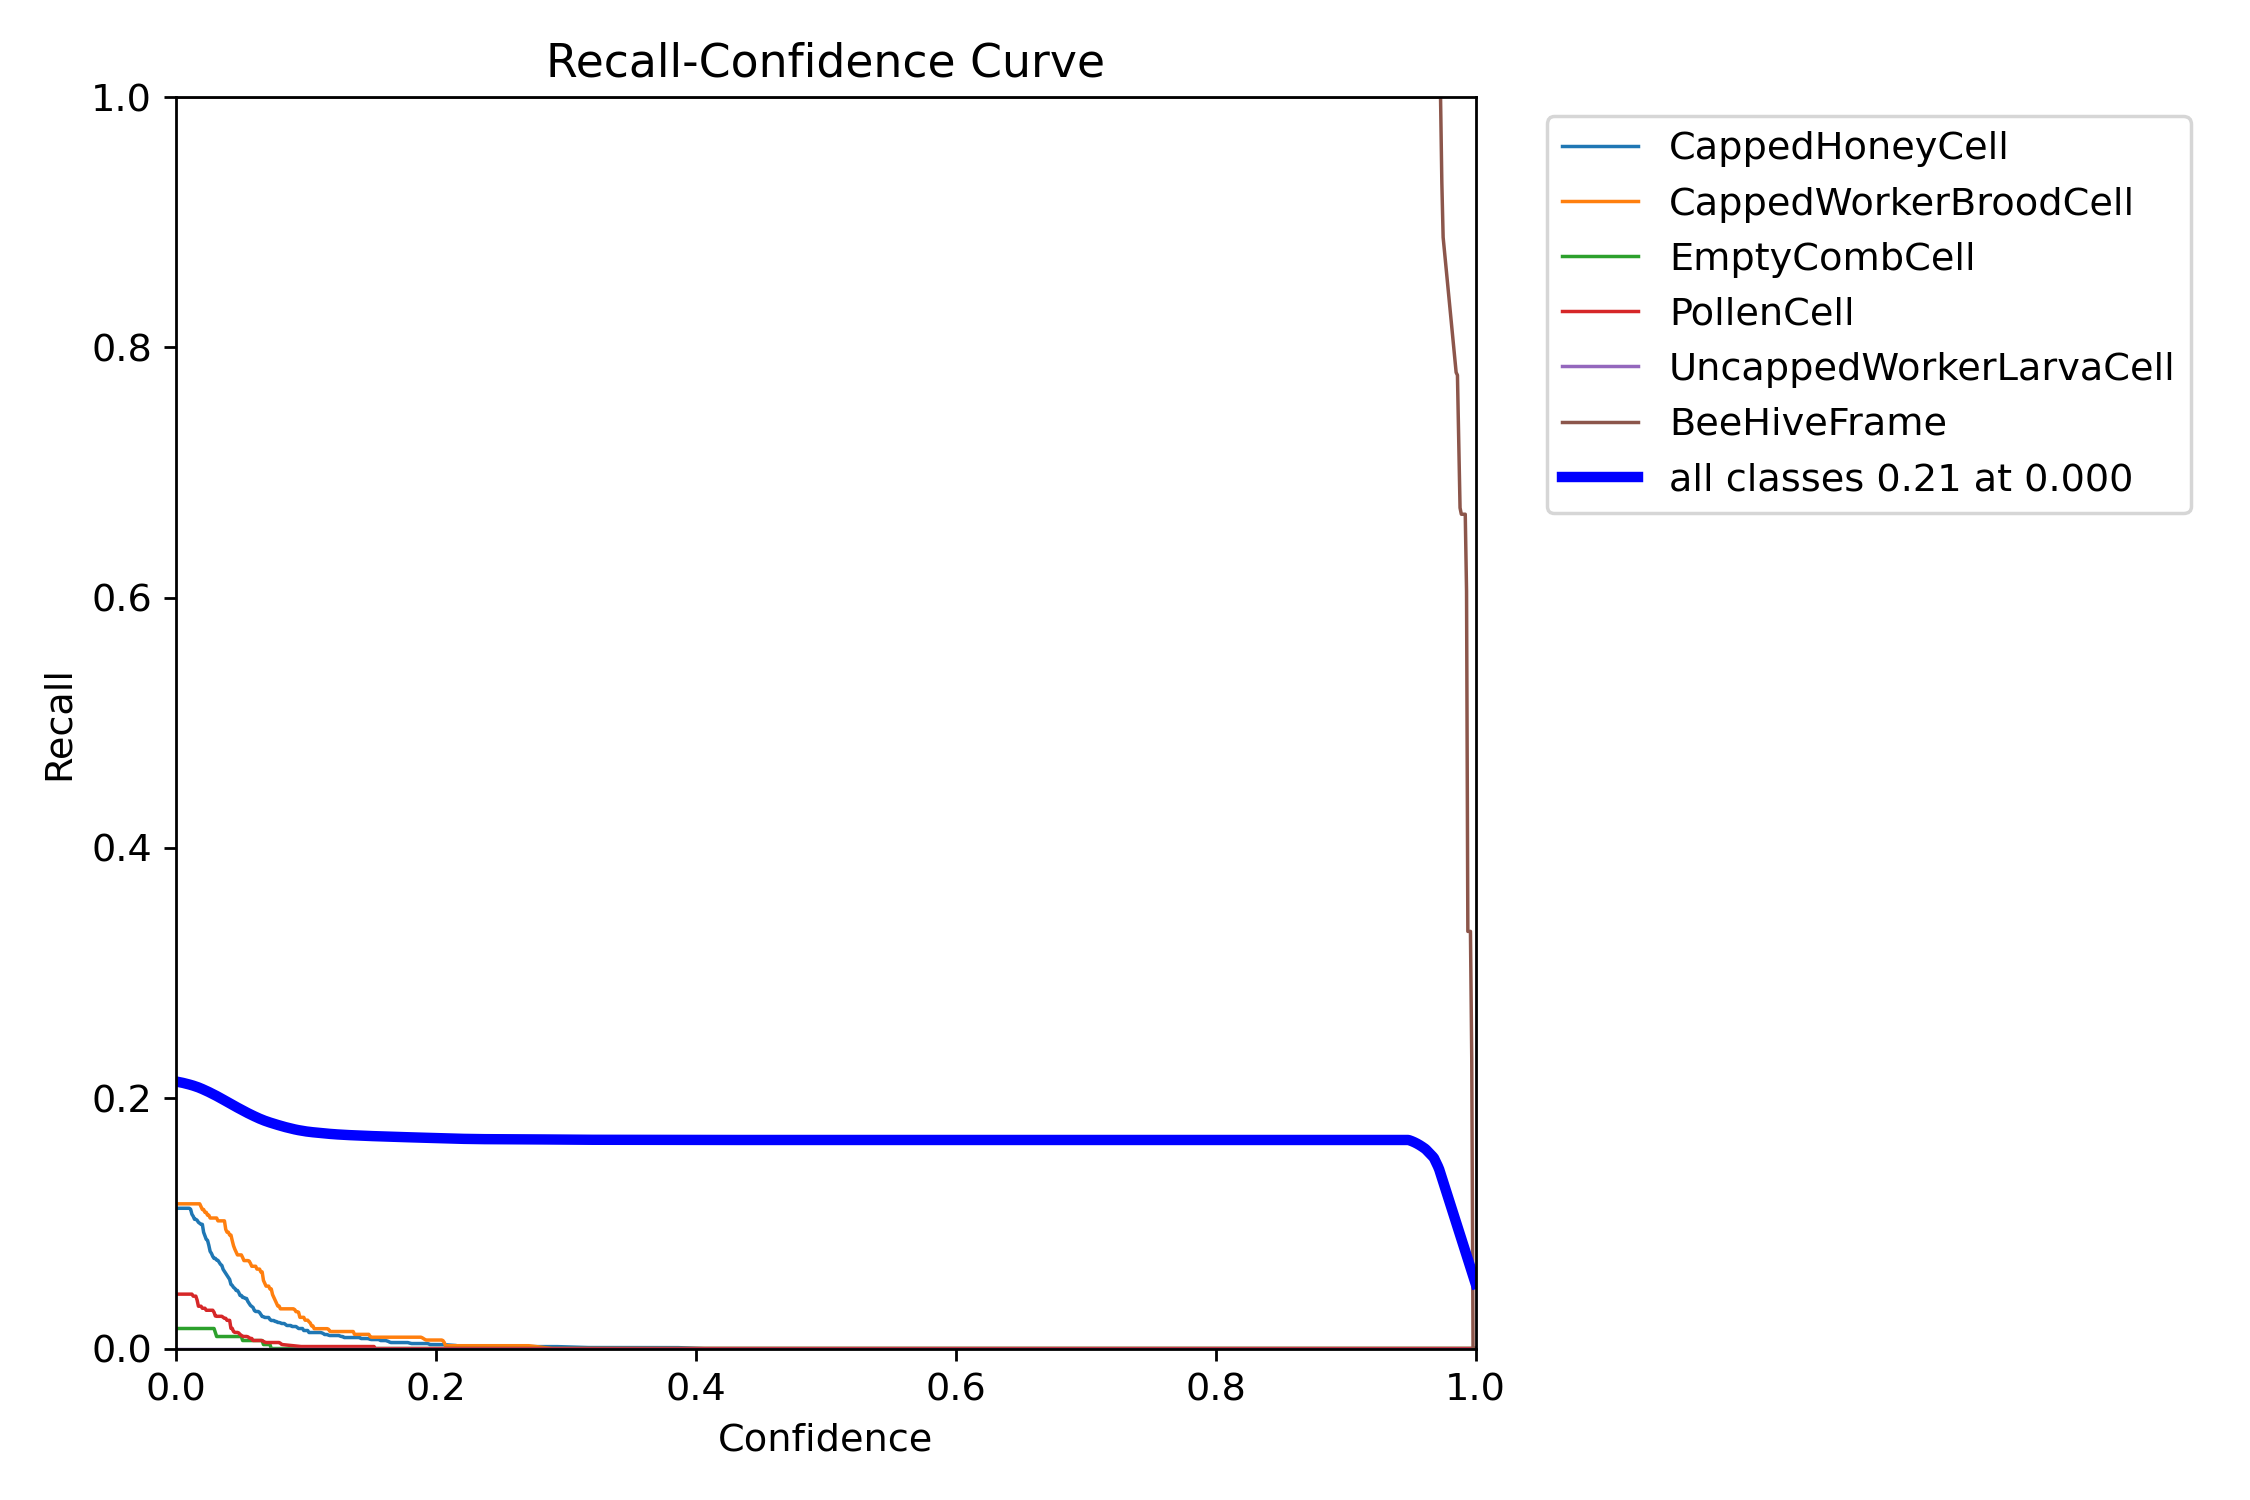 Recall-Confidence Curve
1.0
0.8
0.6
0.4
0.2
0.0
Recall
0.0 0.2 0.4 0.6 0.8 1.0
Confidence
CappedHoneyCell
CappedWorkerBroodCell
EmptyCombCell
PollenCell
UncappedWorkerLarvaCell
BeeHiveFrame
all classes 0.21 at 0.000